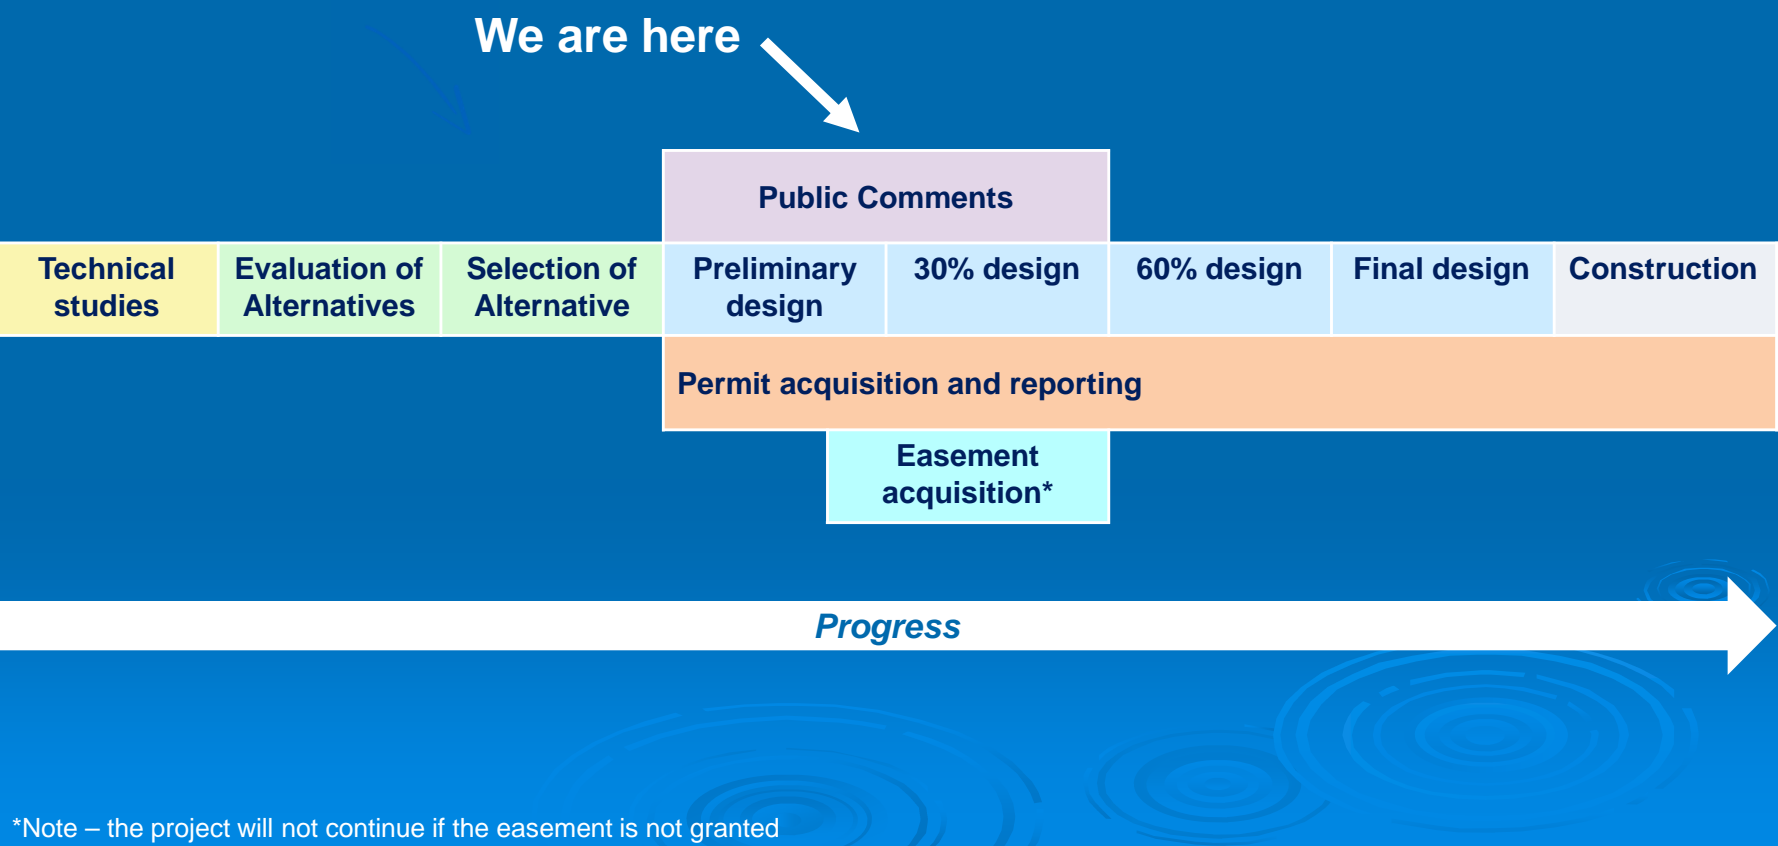 We are here
Public Comments
Technical
studies
Evaluation of
Alternatives
Selection of
Alternative
Preliminary
design
30% design
60% design
Final design
Construction
Permit acquisition and reporting
Easement
acquisition*
Progress
*Note – the project will not continue if the easement is not granted